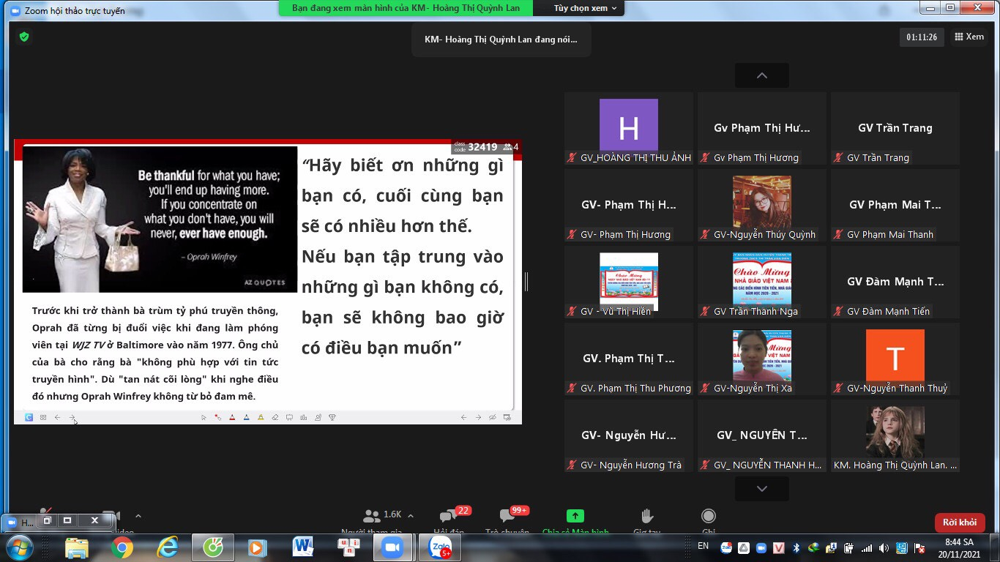 Zoom hội thảo trực tuyến
Bạn đang xem màn hình của KM- Hoàng Thị Quỳnh Lan
Tùy chọn xem
KM- Hoàng Thị Quỳnh Lan đang nói...
01:11:26
Xem
class code 32419 4
Be thankful for what you have;
you'll end up having more.
If you concentrate on
what you don't have, you will
never, ever have enough.
– Oprah Winfrey
AZ QUOTES
Trước khi trở thành bà trùm tỷ phú truyền thông,
Oprah đã từng bị đuổi việc khi đang làm phóng
viên tại WJZ TV ở Baltimore vào năm 1977. Ông chủ
của bà cho rằng bà "không phù hợp với tin tức
truyền hình". Dù "tan nát cõi lòng" khi nghe điều
đó nhưng Oprah Winfrey không từ bỏ đam mê.
“Hãy biết ơn những gì
bạn có, cuối cùng bạn
sẽ có nhiều hơn thế.
Nếu bạn tập trung vào
những gì bạn không có,
bạn sẽ không bao giờ
có điều bạn muốn”
H
GV_HOÀNG THỊ THU ẢNH
Gv Phạm Thị Hư...
Gv Phạm Thị Hương
GV Trần Trang
GV Trần Trang
GV- Phạm Thị H...
GV- Phạm Thị Hương
GV-Nguyễn Thúy Quỳnh
GV Phạm Mai T...
GV Phạm Mai Thanh
Chào Mừng
GV - Vũ Thị Hiền
Chào Mừng
NHÀ GIÁO VIỆT NAM
NĂM HỌC 2020 - 2021
GV Trần Thanh Nga
GV Đàm Mạnh T...
GV Đàm Mạnh Tiến
GV. Phạm Thị T...
GV. Phạm Thị Thu Phương
Mừng
GV-Nguyễn Thị Xa
T
GV-Nguyễn Thanh Thuỷ
GV- Nguyễn Hư...
GV- Nguyễn Hương Trà
GV_ NGUYỄN T...
GV_ NGUYỄN THANH H...
KM. Hoàng Thị Quỳnh Lan. ...
1.6K
22
99+
Người tham gia
Hỏi đáp
Trò chuyện
Chia sẻ Màn hình
Giơ tay
Ghi
Rời khỏi
H...
EN
Zalo
5+
8:44 SA
20/11/2021